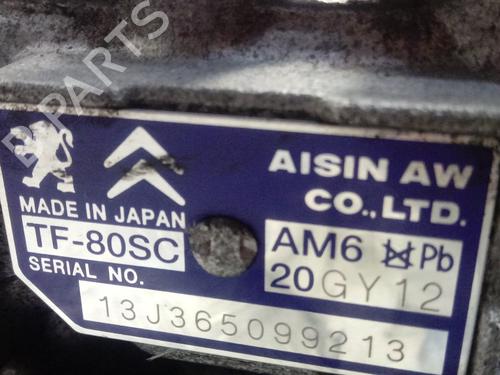 B-PARTS
AISIN AW
CO.,LTD.
MADE IN JAPAN
TF-80SC
AM6 Pb
20GY12
SERIAL NO.
13J365099213